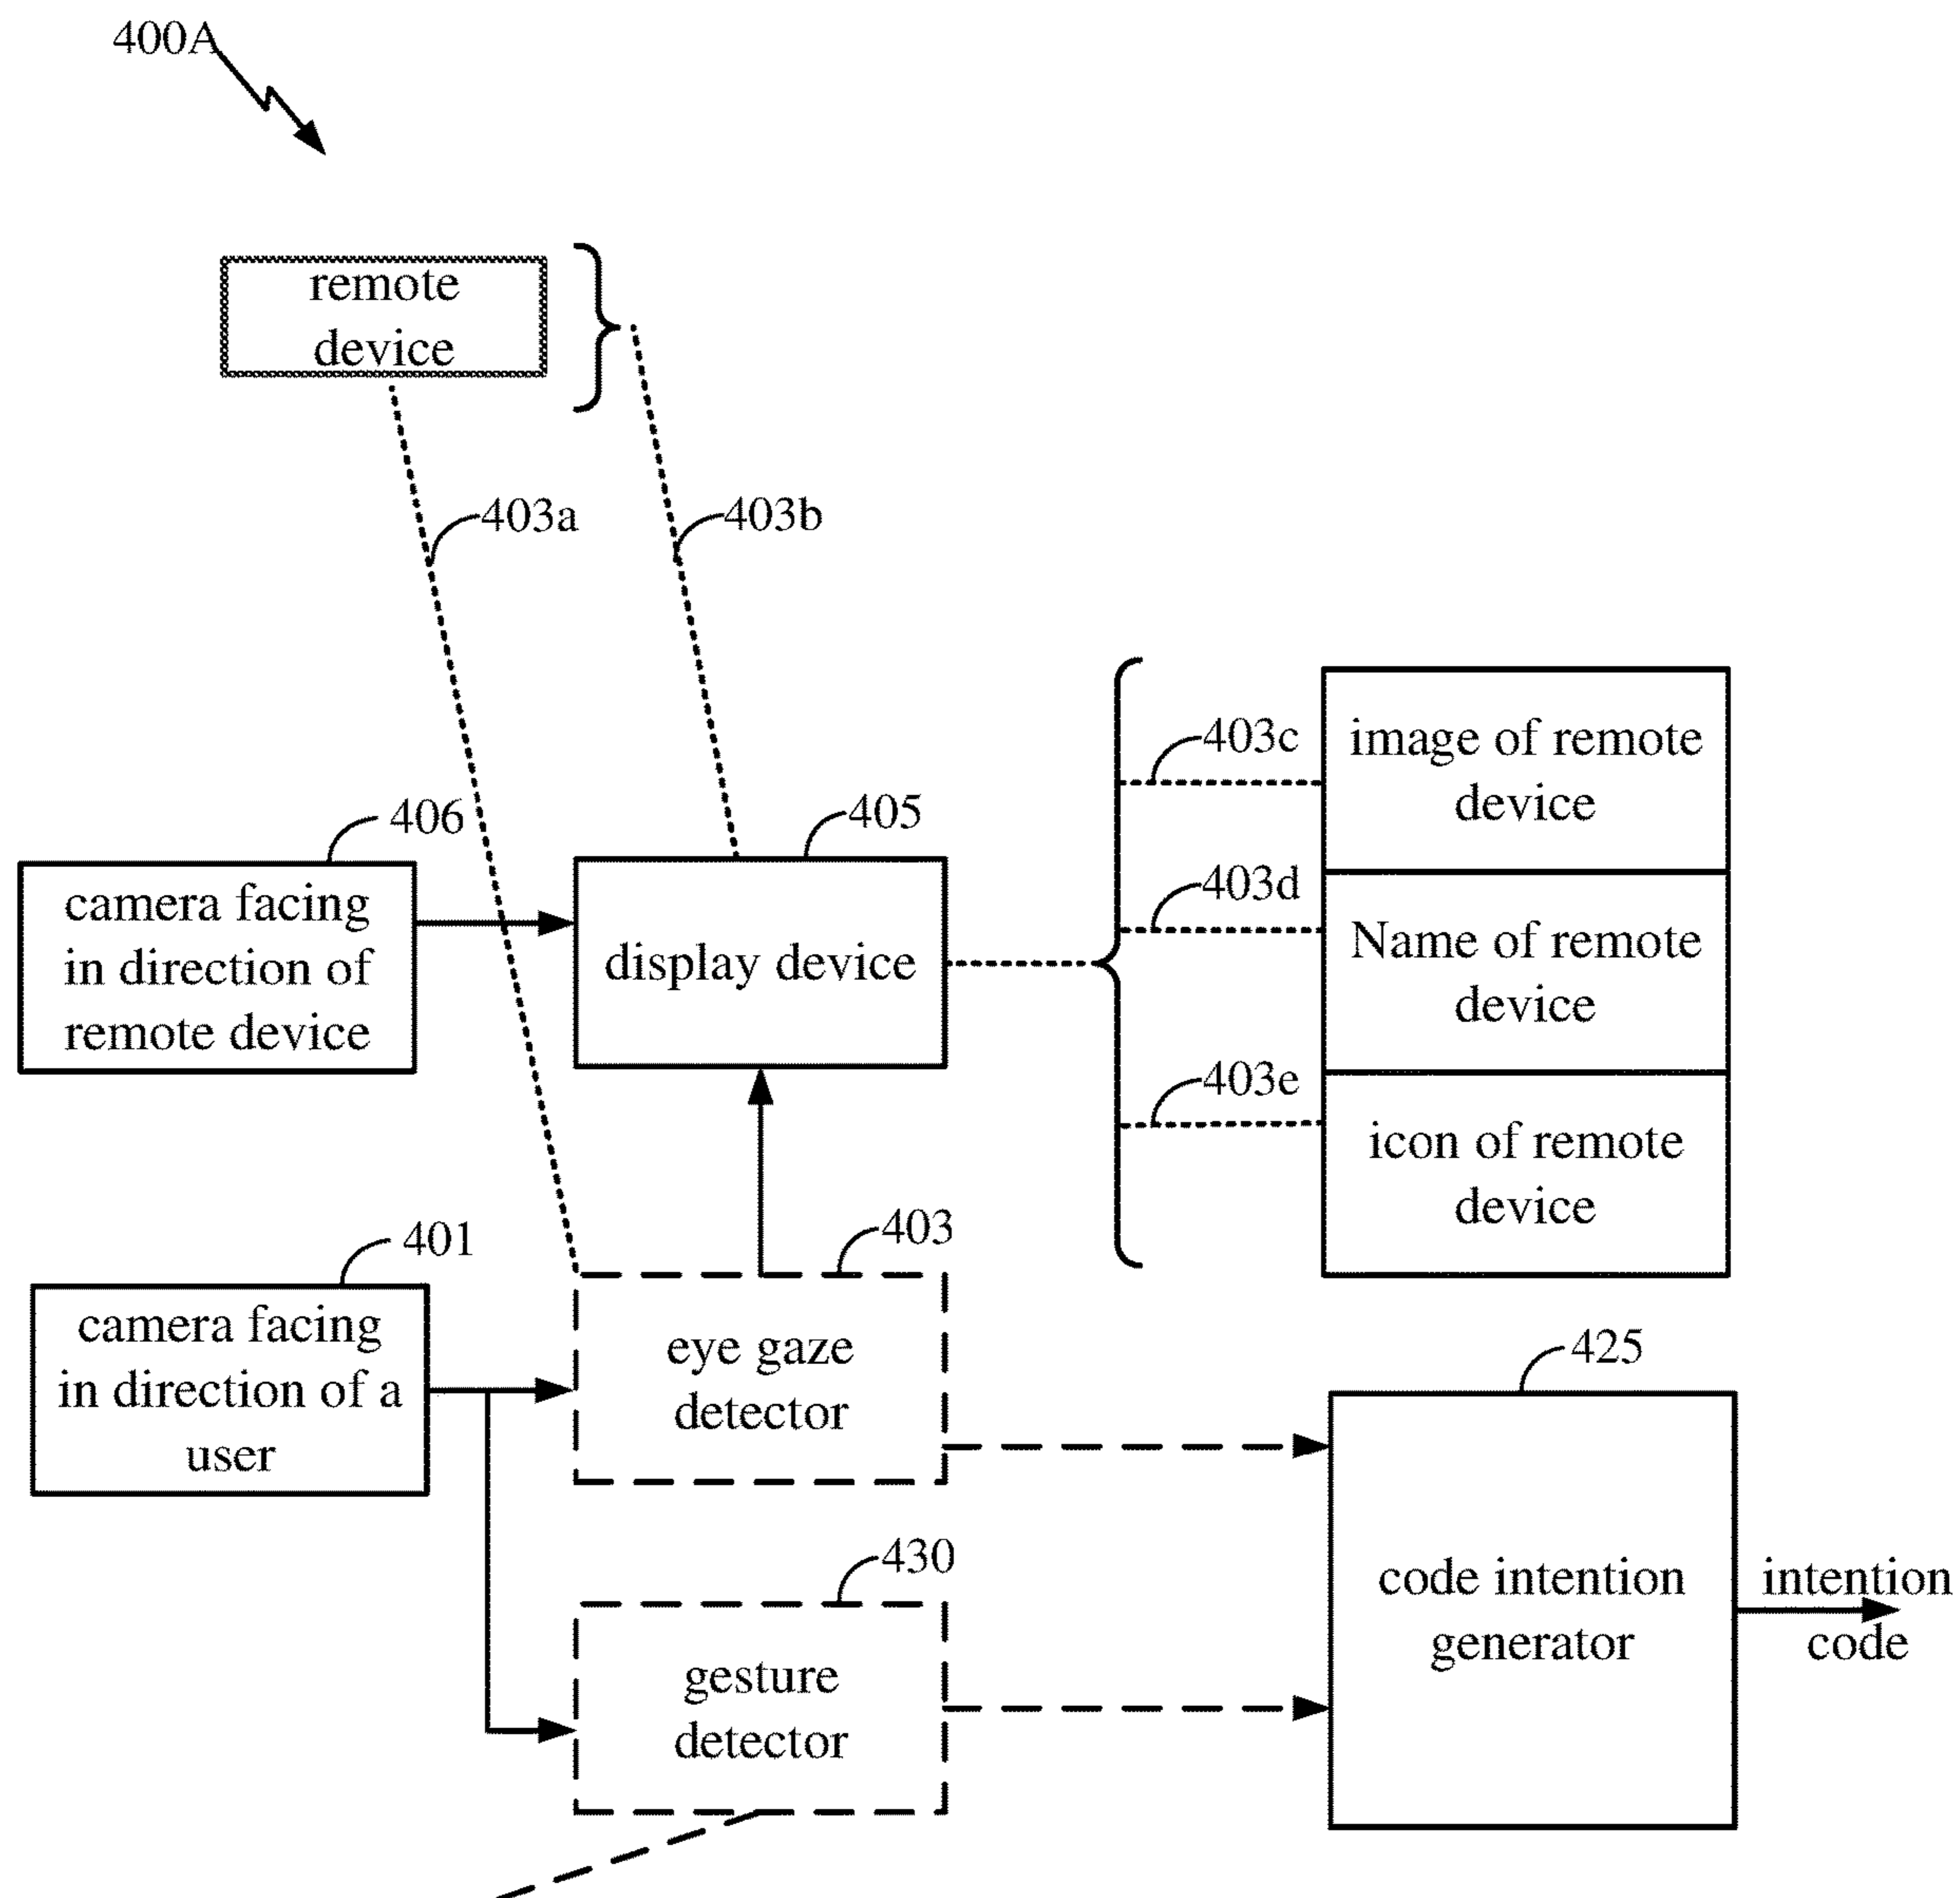 400A
remote
device
403a
403b
406
camera facing
in direction of
remote device
405
display device
403c
image of remote
device
403d
Name of remote
device
403e
icon of remote
device
401
camera facing
in direction of a
user
403
eye gaze
detector
430
gesture
detector
425
code intention
generator
intention
code